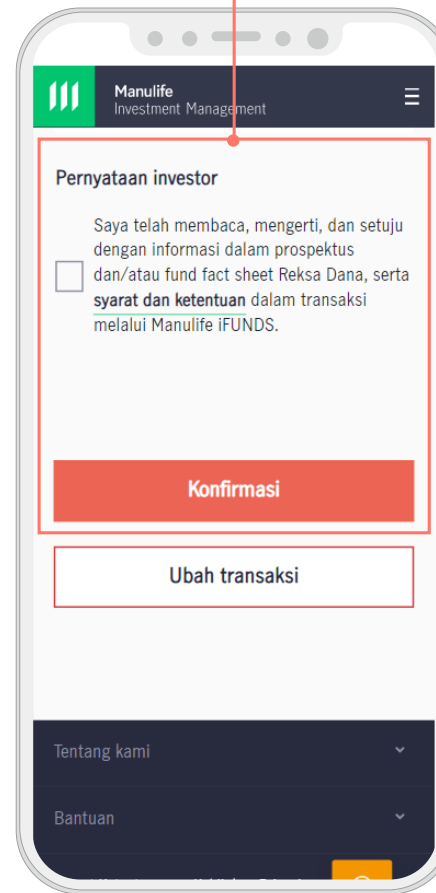 Manulife
Investment Management
Pernyataan investor
Saya telah membaca, mengerti, dan setuju
dengan informasi dalam prospektus
dan/atau fund fact sheet Reksa Dana, serta
syarat dan ketentuan dalam transaksi
melalui Manulife iFUNDS.
Konfirmasi
Ubah transaksi
Tentang kami
Bantuan